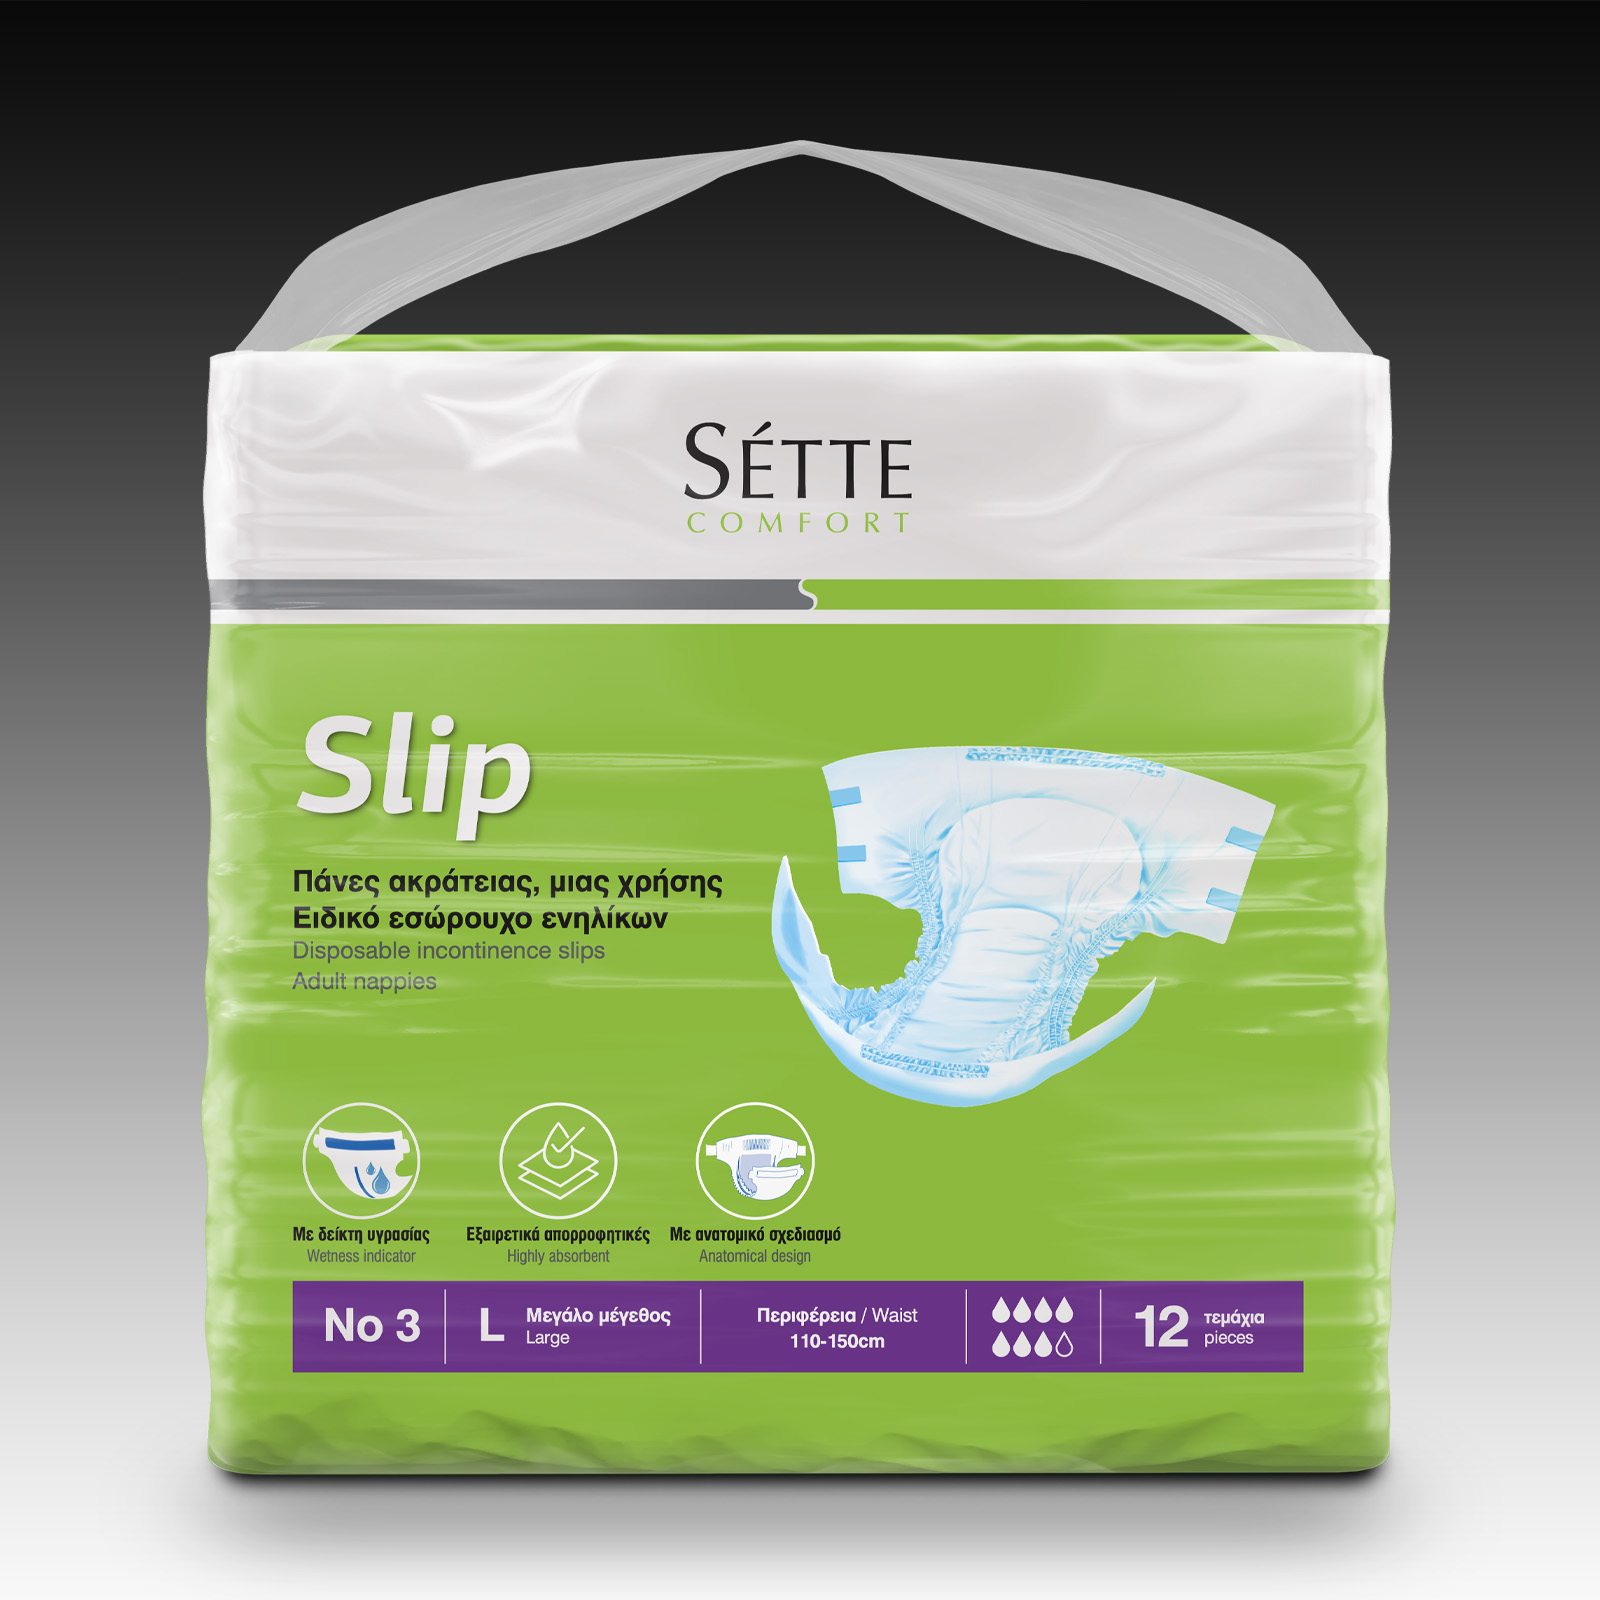 SÉTTE
COMFORT
Slip
Πάνες ακράτειας, μιας χρήσης
Ειδικό εσώρουχο ενηλίκων
Disposable incontinence slips
Adult nappies
Με δείκτη υγρασίας
Wetness indicator
Εξαιρετικά απορροφητικές
Highly absorbent
Με ανατομικό σχεδιασμό
Anatomical design
No 3
L
Μεγάλο μέγεθος
Large
Περιφέρεια / Waist
110-150cm
12
τεμάχια
pieces